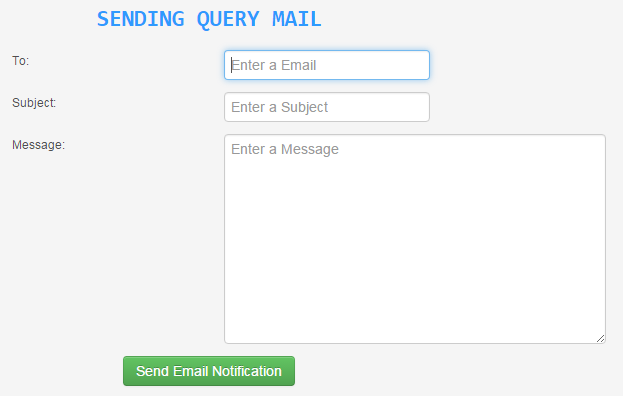 SENDING QUERY MAIL
To:
Enter a Email
Subject:
Enter a Subject
Message:
Enter a Message
Send Email Notification